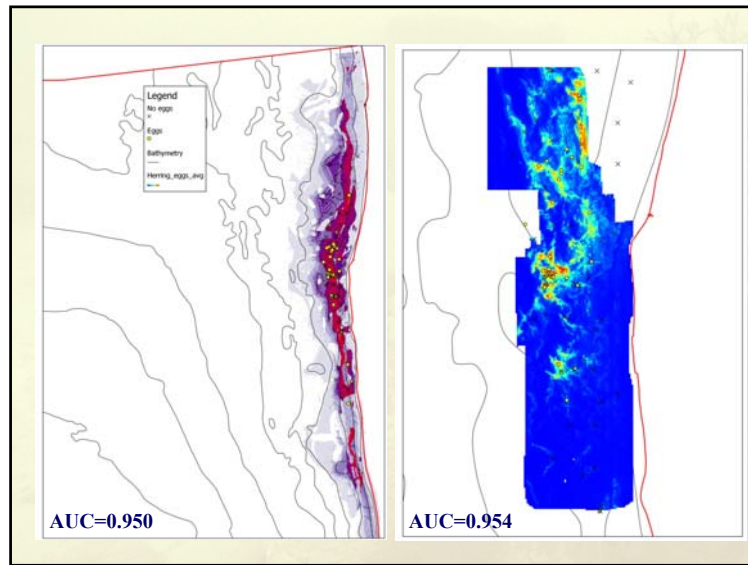 Legend
No eggs
Eggs
Bathymetry
Herring_eggs_avg
AUC=0.950
AUC=0.954